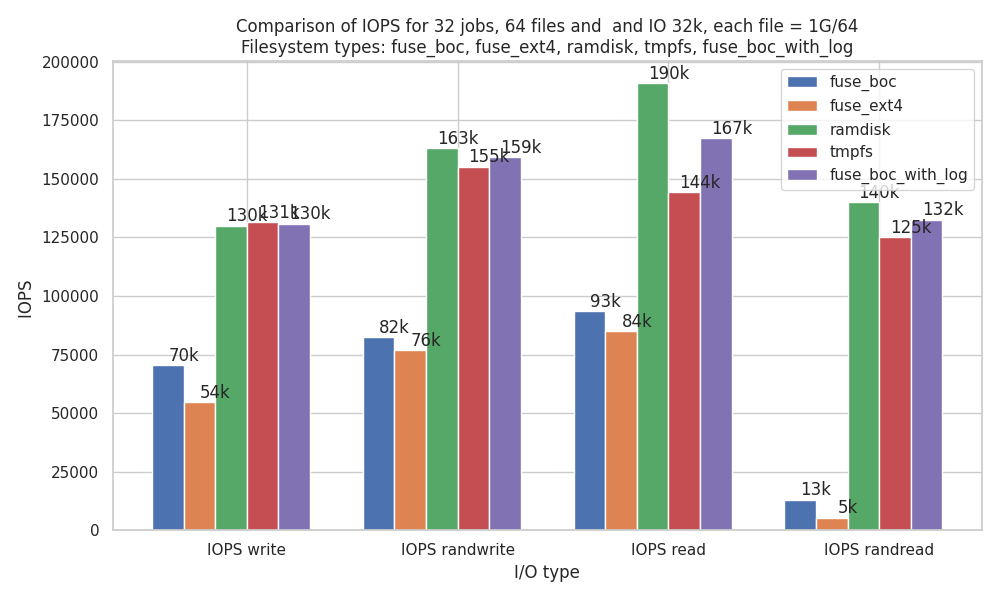 Comparison of IOPS for 32 jobs, 64 files and  and IO 32k, each file = 1G/64
Filesystem types: fuse_boc, fuse_ext4, ramdisk, tmpfs, fuse_boc_with_log
IOPS
200000
175000
150000
125000
100000
75000
50000
25000
0
fuse_boc
fuse_ext4
ramdisk
tmpfs
fuse_boc_with_log
70k
54k
130k
131k
130k
82k
76k
163k
155k
159k
93k
84k
190k
144k
167k
13k
5k
140k
125k
132k
IOPS write
IOPS randwrite
IOPS read
IOPS randread
I/O type